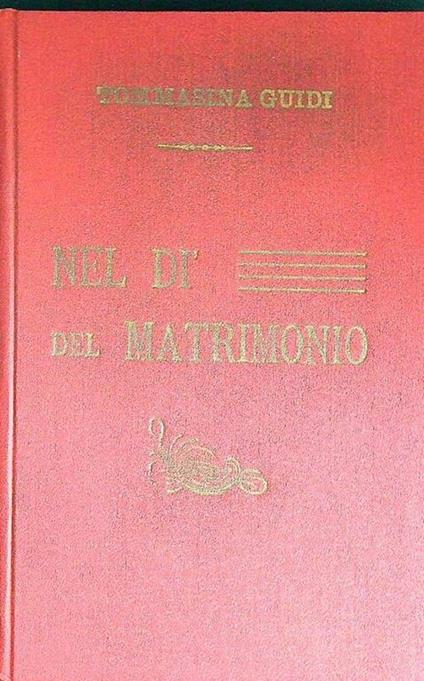 TOMMASINA GUIDI
NEL DI'
DEL MATRIMONIO